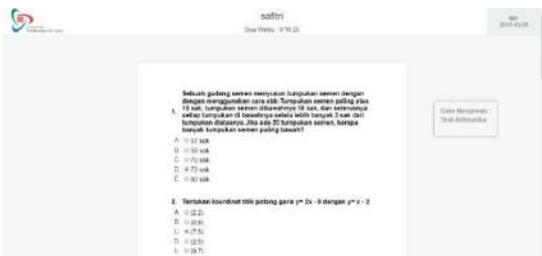 safitri
Sisa Waktu : 0:16:20
Sebuah gudang semen menyusun tumpukan semen dengan
dengan menggunakan cara sbb: Tumpukan semen paling atas
1. 15 sak, tumpukan semen dibawahnya 18 sak, dan seterusnya
setiap tumpukan di bawahnya selalu lebih banyak 3 sak dari
tumpukan diatasnya. Jika ada 20 tumpukan semen, berapa
banyak tumpukan semen paling bawah?
A. 57 sak
B. sak
C. 70 sak
D. 72 sak
E. sak
2. Tentukan koordinat titik potong garis y= 2x - 9 dengan y= x - 2
A. (2,2)
B.
C. (7,5)
D. (2,5)
E.
Cara Menjawab :
Soal Aritmatika